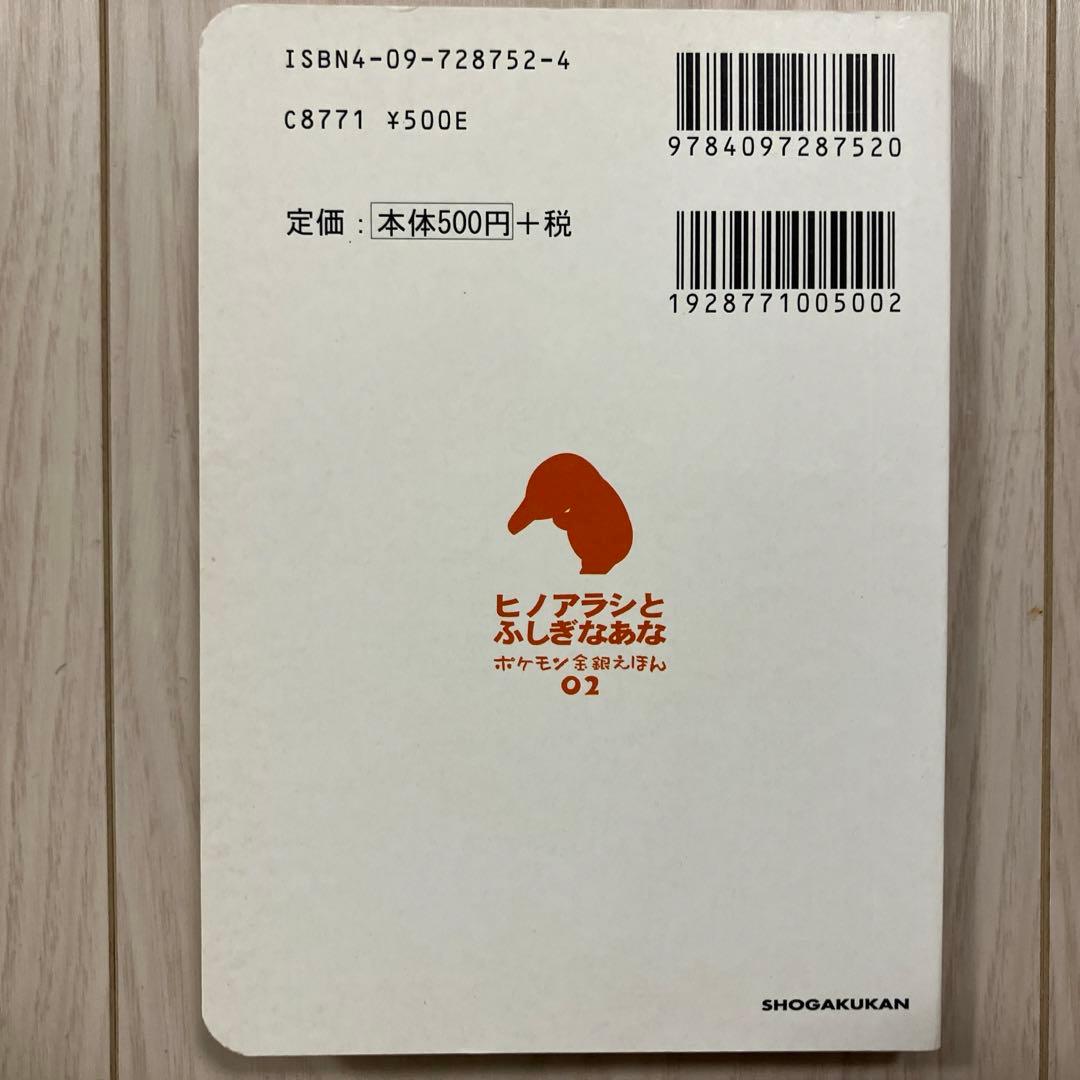 ISBN4-09-728752-4
C8771 ¥500E
9784097287520
定価：本体500円＋税
1928771005002
ヒノアラシと
ふしぎなあな
ポケモン金銀えほん
02
SHOGAKUKAN